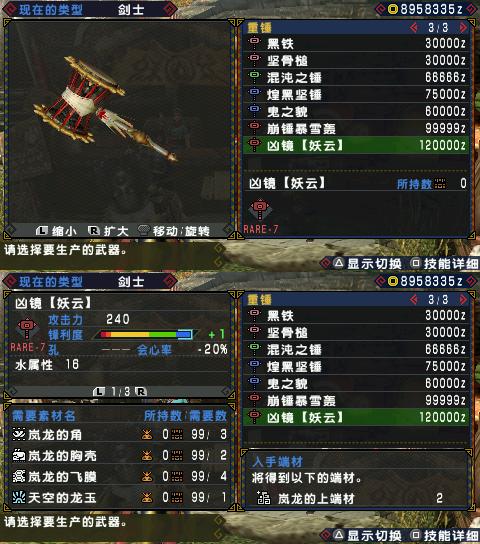 现在的类型 剑士
8958335z
重锤 3/3
黑铁 30000z
坚骨槌 30000z
混沌之锤 66666z
煌黑坚锤 75000z
鬼之貌 60000z
崩锤暴雪轰 99999z
凶镜【妖云】 120000z
凶镜【妖云】 所持数 0
RARE-7
L缩小 R扩大 移动/旋转
请选择要生产的武器。
△显示切换 □技能详细
现在的类型 剑士
8958335z
凶镜【妖云】
攻击力 240
锋利度 +1
RARE-7
孔 --- 会心率 -20%
水属性 16
L 1/3 R
需要素材名 所持数/需要数
岚龙的角 0 99/ 3
岚龙的胸壳 0 99/ 2
岚龙的飞膜 0 99/ 4
天空的龙玉 0 99/ 1
重锤 3/3
黑铁 30000z
坚骨槌 30000z
混沌之锤 66666z
煌黑坚锤 75000z
鬼之貌 60000z
崩锤暴雪轰 99999z
凶镜【妖云】 120000z
入手端材
将得到以下的端材。
岚龙的上端材 2
请选择要生产的武器。
△显示切换 □技能详细